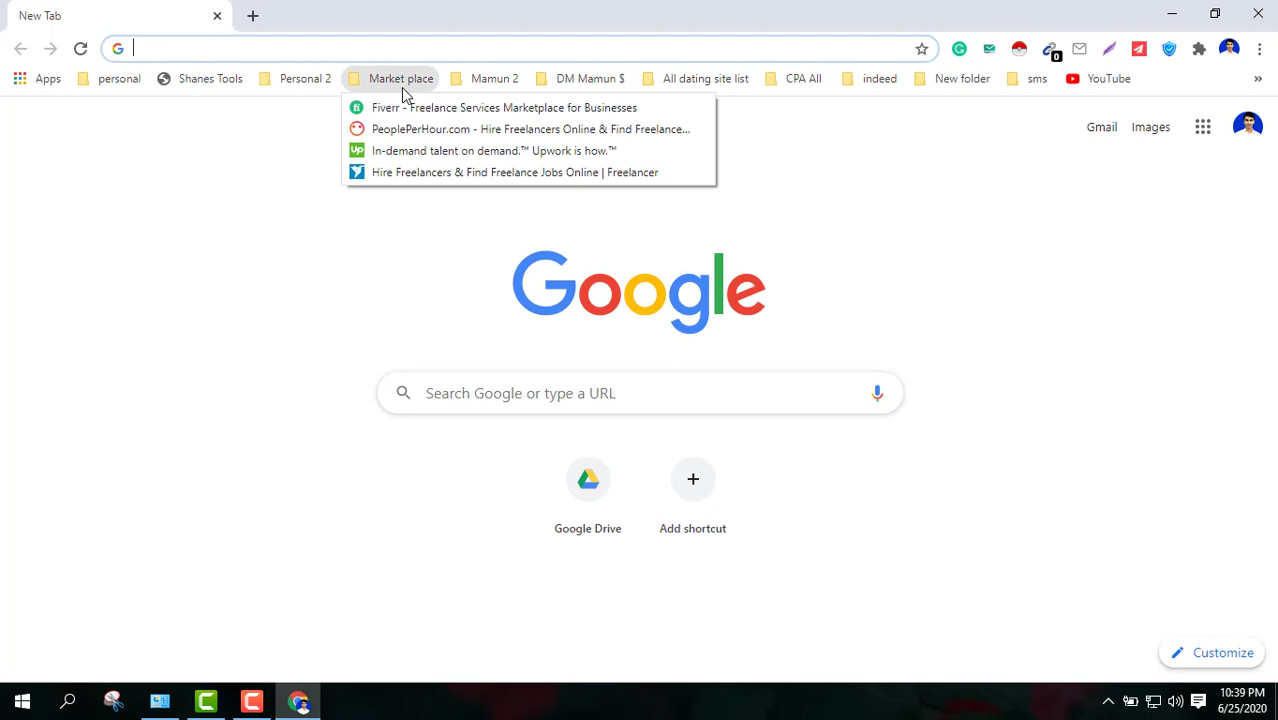 New Tab
Apps personal Shanes Tools Personal 2 Market place Mamun 2 DM Mamun $ All dating site list CPA All indeed New folder sms YouTube »
0
Fiverr - Freelance Services Marketplace for Businesses
PeoplePerHour.com - Hire Freelancers Online & Find Freelance...
In-demand talent on demand.™ Upwork is how.™
Hire Freelancers & Find Freelance Jobs Online | Freelancer
Gmail Images
Google
Search Google or type a URL
Google Drive Add shortcut
Customize
10:39 PM
6/25/2020